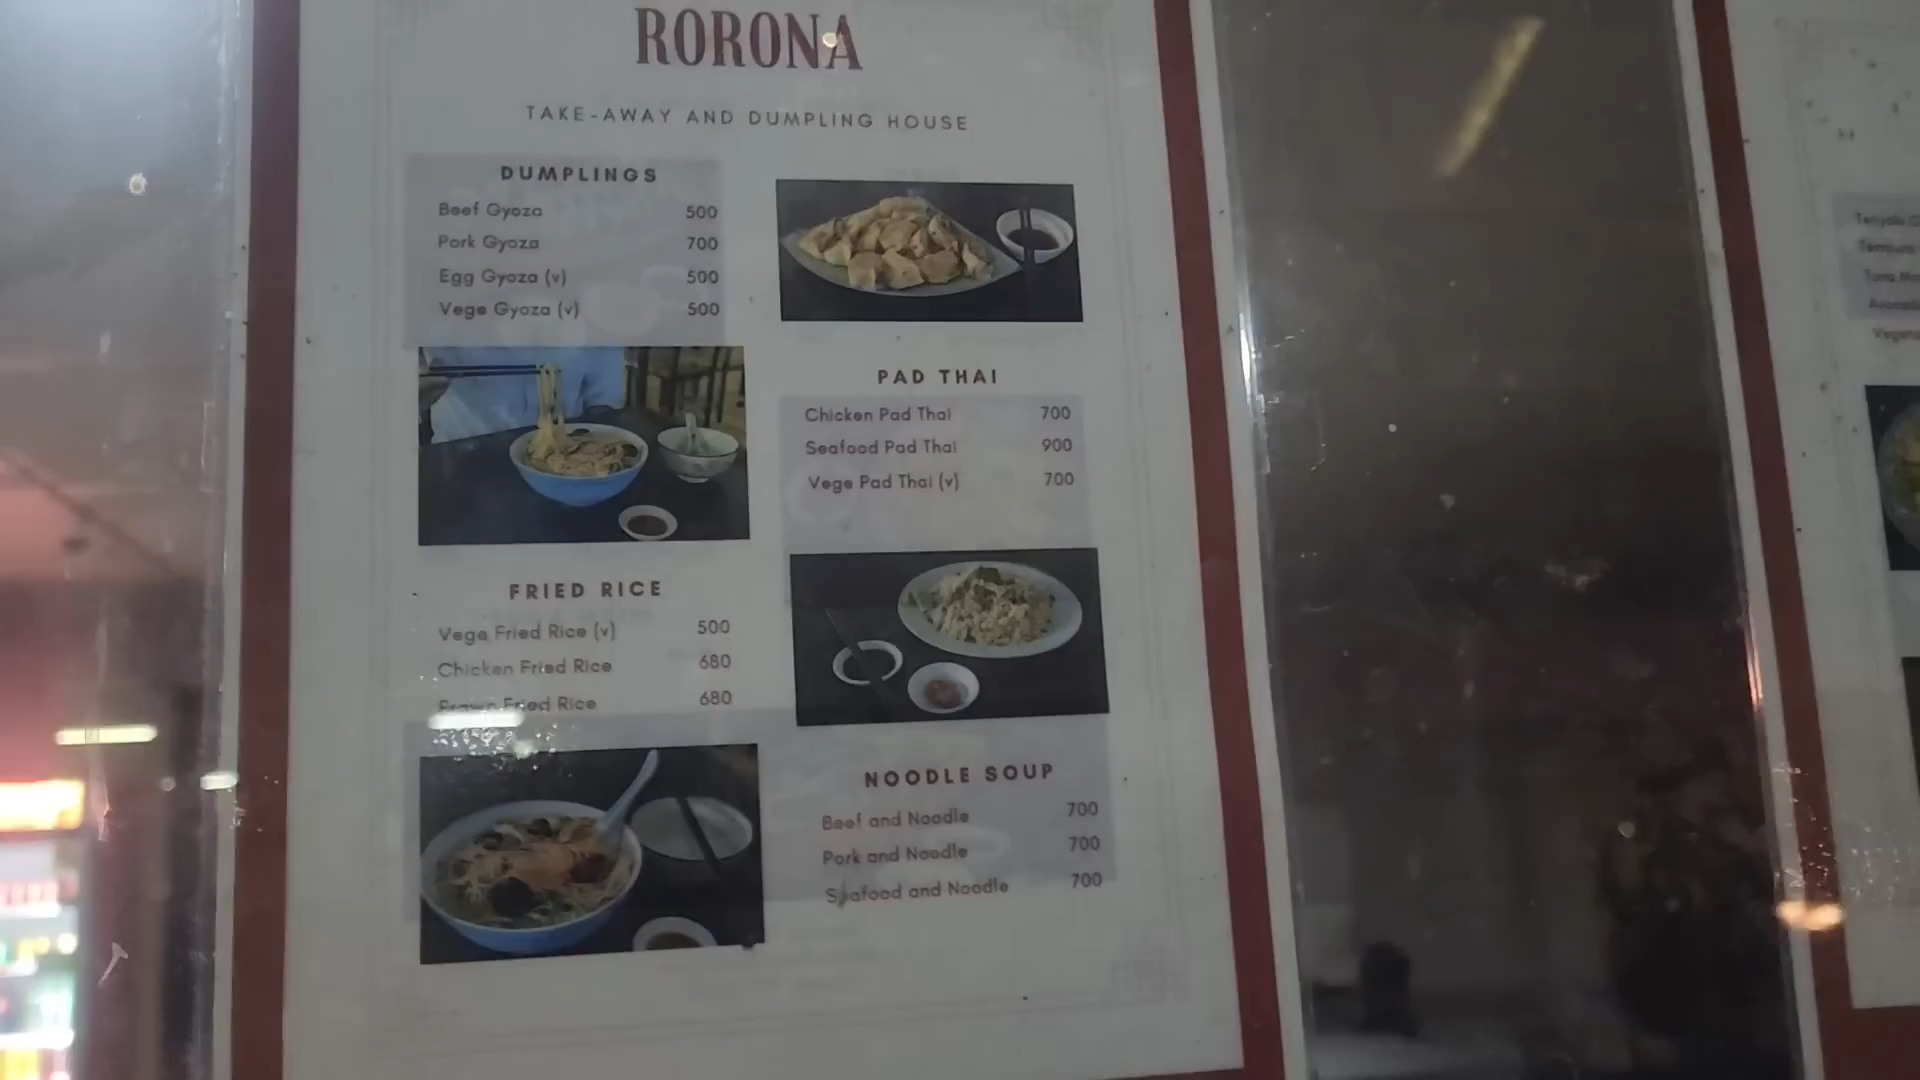 RORONA
TAKE-AWAY AND DUMPLING HOUSE
DUMPLINGS
Beef Gyoza 500
Pork Gyoza 700
Egg Gyoza (v) 500
Vege Gyoza (v) 500
PAD THAI
Chicken Pad Thai 700
Seafood Pad Thai 900
Vege Pad Thai (v) 700
FRIED RICE
Vege Fried Rice (v) 500
Chicken Fried Rice 680
Prawn Fried Rice 680
NOODLE SOUP
Beef and Noodle 700
Pork and Noodle 700
Seafood and Noodle 700